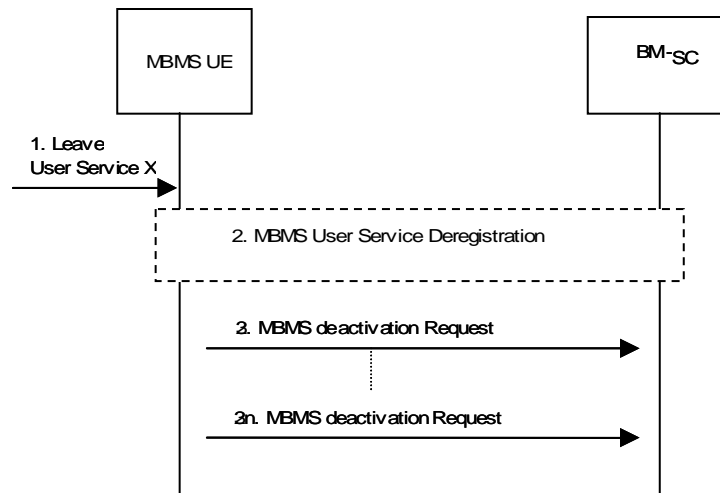 MBMS UE
BM-SC
1. Leave
User Service X
2. MBMS User Service Deregistration
3. MBMS deactivation Request
3n. MBMS deactivation Request